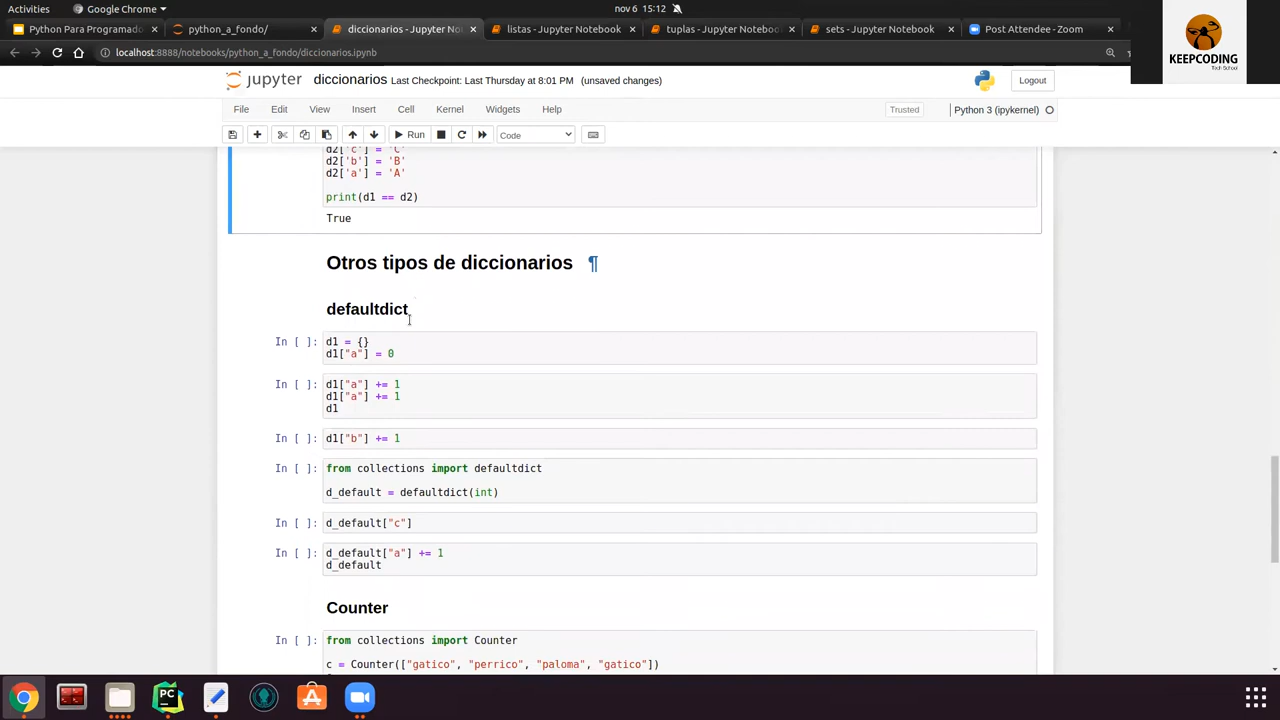 Activities
Google Chrome
nov 6 15:12
Python Para Programado
python_a_fondo/
diccionarios - Jupyter No
listas - Jupyter Notebook
tuplas - Jupyter Notebook
sets - Jupyter Notebook
Post Attendee - Zoom
localhost:8888/notebooks/python_a_fondo/diccionarios.ipynb
KEEPCODING
Tech School
jupyter
diccionarios Last Checkpoint: Last Thursday at 8:01 PM (unsaved changes)
Logout
File Edit View Insert Cell Kernel Widgets Help
Trusted
Python 3 (ipykernel)
Run
Code
d2['c'] = 'C'
d2['b'] = 'B'
d2['a'] = 'A'
print(d1 == d2)
True
Otros tipos de diccionarios ¶
defaultdict
In [ ]: d1 = {}
d1["a"] = 0
In [ ]: d1["a"] += 1
d1["a"] += 1
d1
In [ ]: d1["b"] += 1
In [ ]: from collections import defaultdict
d_default = defaultdict(int)
In [ ]: d_default["c"]
In [ ]: d_default["a"] += 1
d_default
Counter
In [ ]: from collections import Counter
c = Counter(["gatico", "perrico", "paloma", "gatico"])
PC